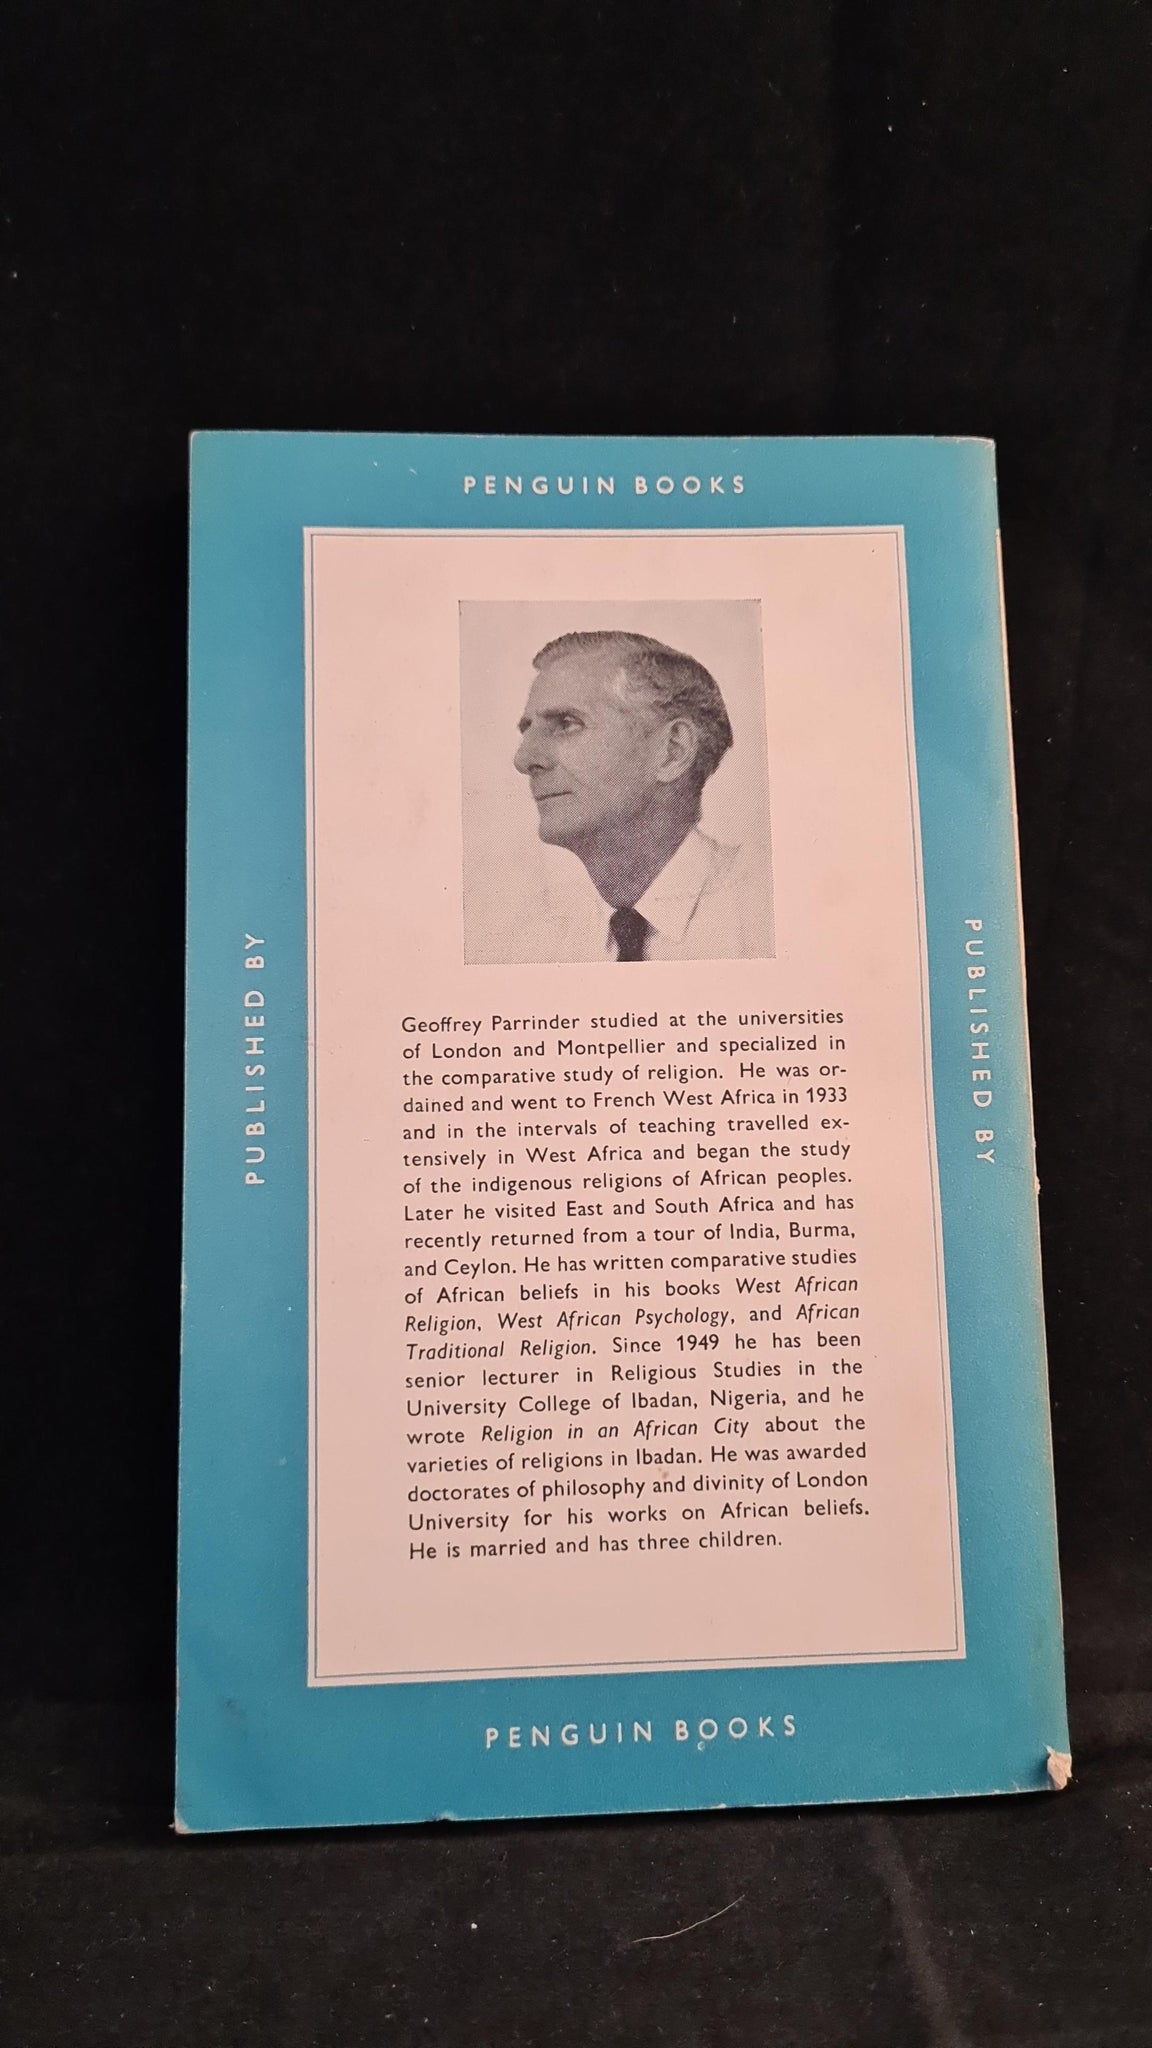 PENGUIN BOOKS
PUBLISHED BY
PUBLISHED BY
Geoffrey Parrinder studied at the universities
of London and Montpellier and specialized in
the comparative study of religion. He was or-
dained and went to French West Africa in 1933
and in the intervals of teaching travelled ex-
tensively in West Africa and began the study
of the indigenous religions of African peoples.
Later he visited East and South Africa and has
recently returned from a tour of India, Burma,
and Ceylon. He has written comparative studies
of African beliefs in his books West African
Religion, West African Psychology, and African
Traditional Religion. Since 1949 he has been
senior lecturer in Religious Studies in the
University College of Ibadan, Nigeria, and he
wrote Religion in an African City about the
varieties of religions in Ibadan. He was awarded
doctorates of philosophy and divinity of London
University for his works on African beliefs.
He is married and has three children.
PENGUIN BOOKS